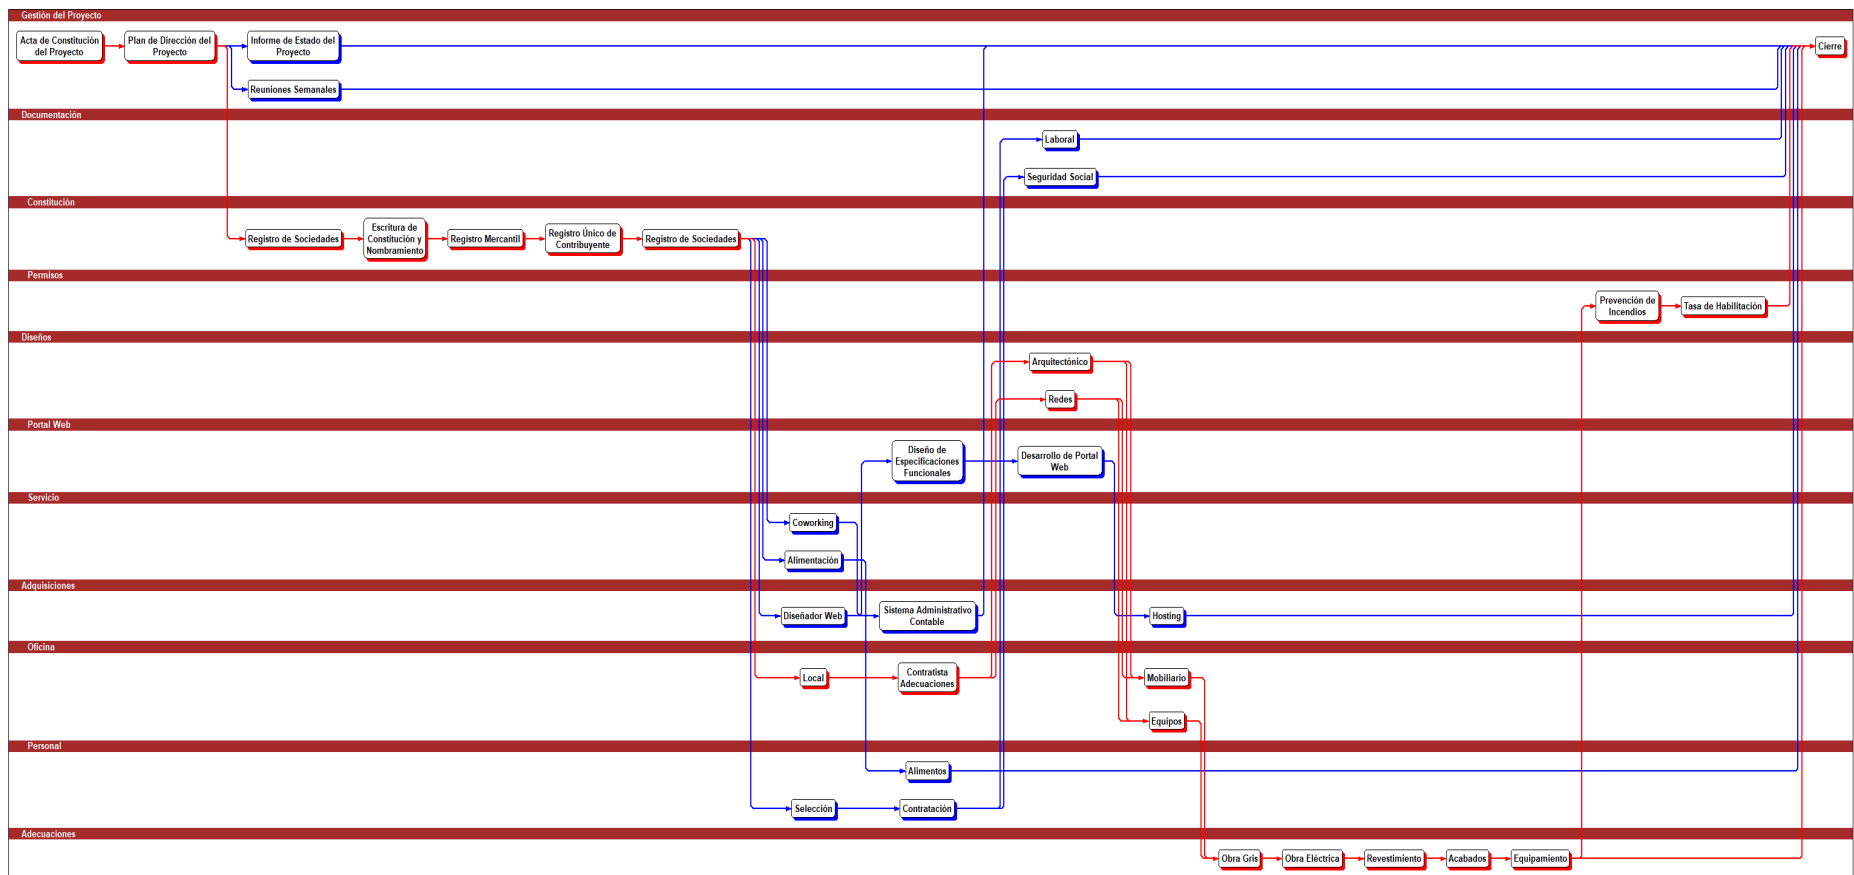 Gestión del Proyecto
Acta de Constitución
del Proyecto
Plan de Dirección del
Proyecto
Informe de Estado del
Proyecto
Cierre
Reuniones Semanales
Documentación
Laboral
Seguridad Social
Constitución
Registro de Sociedades
Escritura de
Constitución y
Nombramiento
Registro Mercantil
Registro Único de
Contribuyente
Registro de Sociedades
Permisos
Prevención de
Incendios
Tasa de Habilitación
Diseños
Arquitectónico
Redes
Portal Web
Diseño de
Especificaciones
Funcionales
Desarrollo de Portal
Web
Servicio
Coworking
Alimentación
Adquisiciones
Diseñador Web
Sistema Administrativo
Contable
Hosting
Oficina
Local
Contratista
Adecuaciones
Mobiliario
Equipos
Personal
Alimentos
Selección
Contratación
Adecuaciones
Obra Gris
Obra Eléctrica
Revestimiento
Acabados
Equipamiento